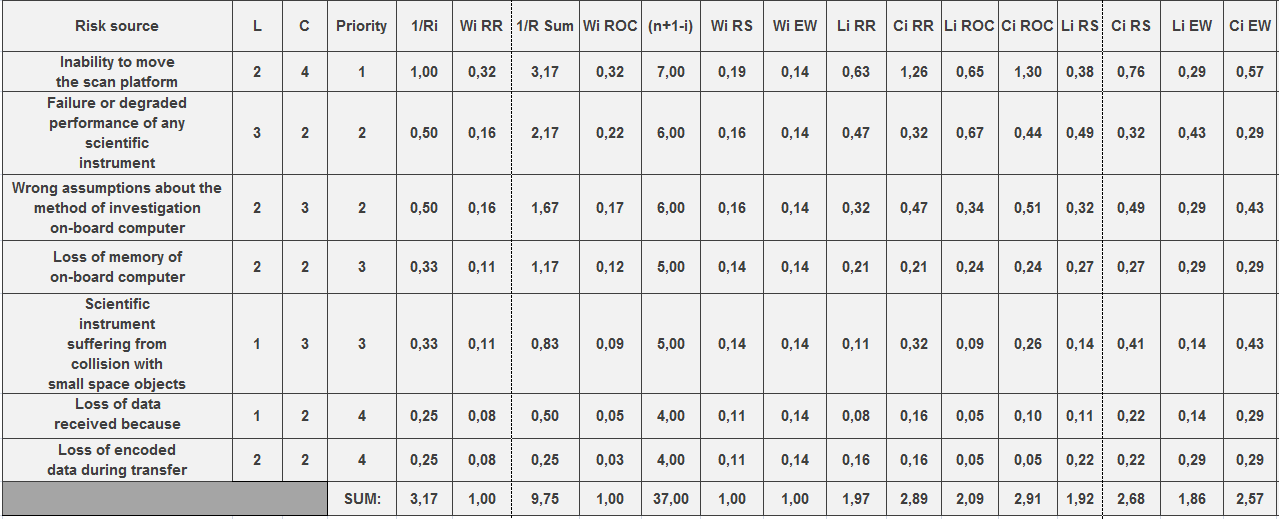 Risk source L C Priority 1/Ri Wi RR 1/R Sum Wi ROC (n+1-i) Wi RS Wi EW Li RR Ci RR Li ROC Ci ROC Li RS Ci RS Li EW Ci EW
Inability to move
the scan platform
2 4 1 1,00 0,32 3,17 0,32 7,00 0,19 0,14 0,63 1,26 0,65 1,30 0,38 0,76 0,29 0,57
Failure or degraded
performance of any
scientific
instrument
3 2 2 0,50 0,16 2,17 0,22 6,00 0,16 0,14 0,47 0,32 0,67 0,44 0,49 0,32 0,43 0,29
Wrong assumptions about the
method of investigation
on-board computer
2 3 2 0,50 0,16 1,67 0,17 6,00 0,16 0,14 0,32 0,47 0,34 0,51 0,32 0,49 0,29 0,43
Loss of memory of
on-board computer
2 2 3 0,33 0,11 1,17 0,12 5,00 0,14 0,14 0,21 0,21 0,24 0,24 0,27 0,27 0,29 0,29
Scientific
instrument
suffering from
collision with
small space objects
1 3 3 0,33 0,11 0,83 0,09 5,00 0,14 0,14 0,11 0,32 0,09 0,26 0,14 0,41 0,14 0,43
Loss of data
received because
1 2 4 0,25 0,08 0,50 0,05 4,00 0,11 0,14 0,08 0,16 0,05 0,10 0,11 0,22 0,14 0,29
Loss of encoded
data during transfer
2 2 4 0,25 0,08 0,25 0,03 4,00 0,11 0,14 0,16 0,16 0,05 0,05 0,22 0,22 0,29 0,29
SUM: 3,17 1,00 9,75 1,00 37,00 1,00 1,00 1,97 2,89 2,09 2,91 1,92 2,68 1,86 2,57